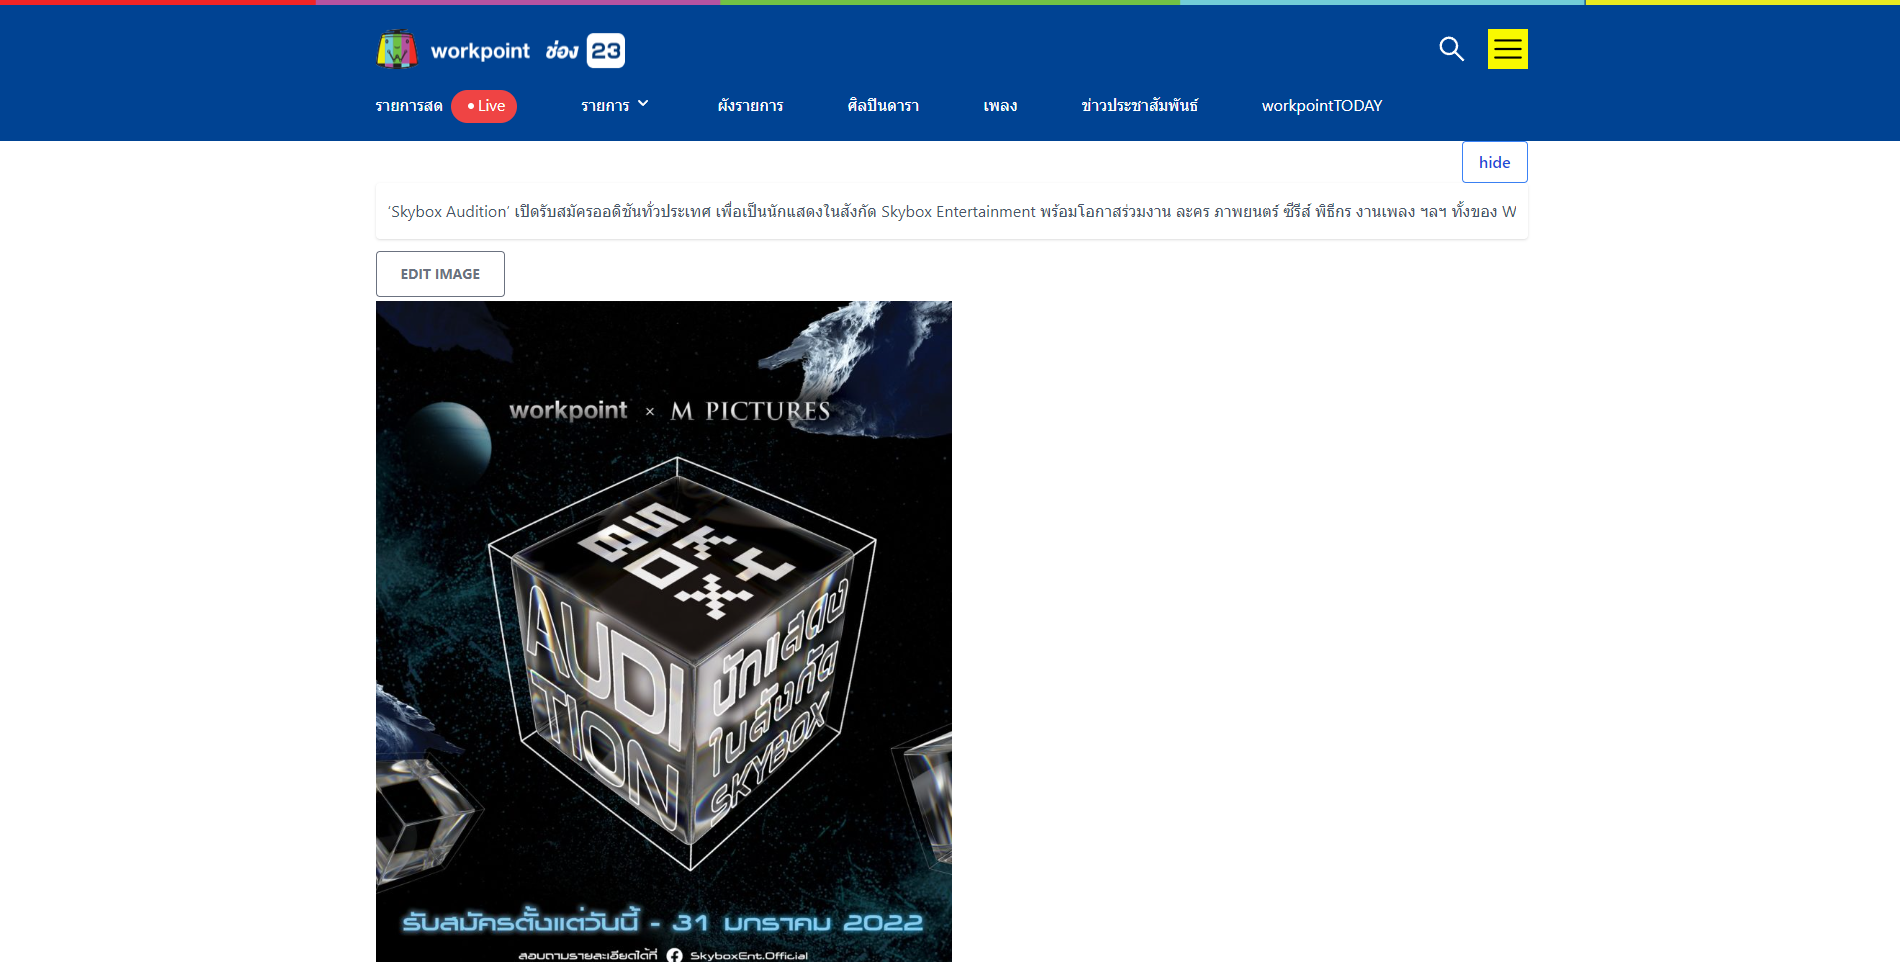 workpoint ช่อง 23
รายการสด • Live รายการ ผังรายการ ศิลปินดารา เพลง ข่าวประชาสัมพันธ์ workpointTODAY
hide
‘Skybox Audition’ เปิดรับสมัครออดิชันทั่วประเทศ เพื่อเป็นนักแสดงในสังกัด Skybox Entertainment พร้อมโอกาสร่วมงาน ละคร ภาพยนตร์ ซีรีส์ พิธีกร งานเพลง ฯลฯ ทั้งของ W
EDIT IMAGE
workpoint × M PICTURES
SKY
BOX
AUDI
TION
นักแสดง
ในสังกัด
SKYBOX
รับสมัครตั้งแต่วันนี้ - 31 มกราคม 2022
สอบถามรายละเอียดได้ที่ SkyboxEnt.Official